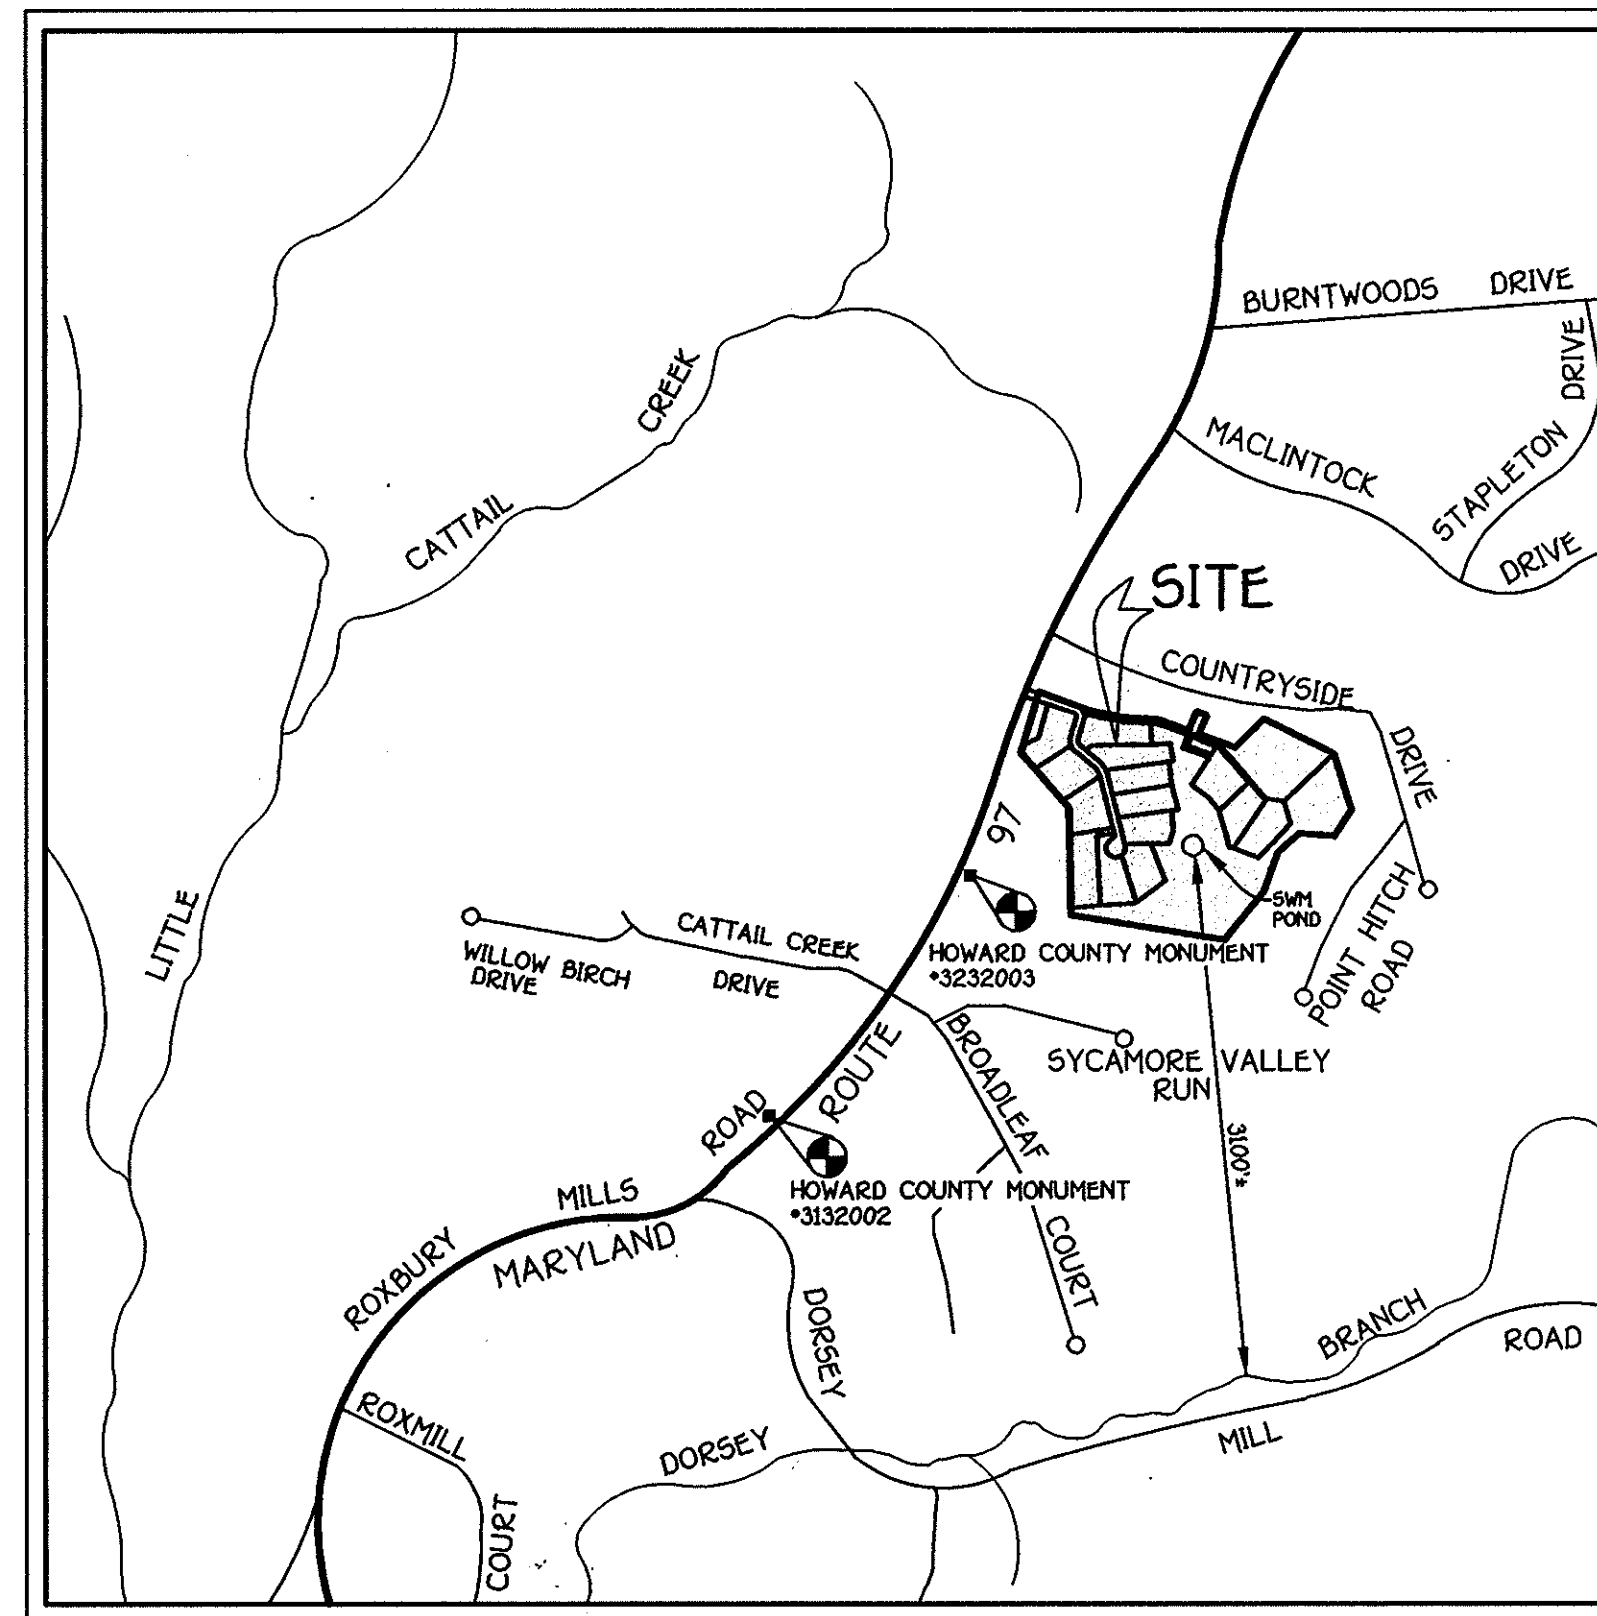 BURNTWOODS DRIVE
STAPLETON DRIVE
MACLINTOCK DRIVE
CATTAIL CREEK
SITE
COUNTRYSIDE DRIVE
97
SWM
POND
LITTLE
CATTAIL CREEK
DRIVE
WILLOW BIRCH
DRIVE
HOWARD COUNTY MONUMENT
*3232003
POINT HITCH
ROAD
SYCAMORE VALLEY
RUN
BROADLEAF COURT
ROUTE
3100'±
ROXBURY MILLS ROAD
MARYLAND
HOWARD COUNTY MONUMENT
*3132002
DORSEY
BRANCH
ROAD
ROXMILL COURT
DORSEY
MILL